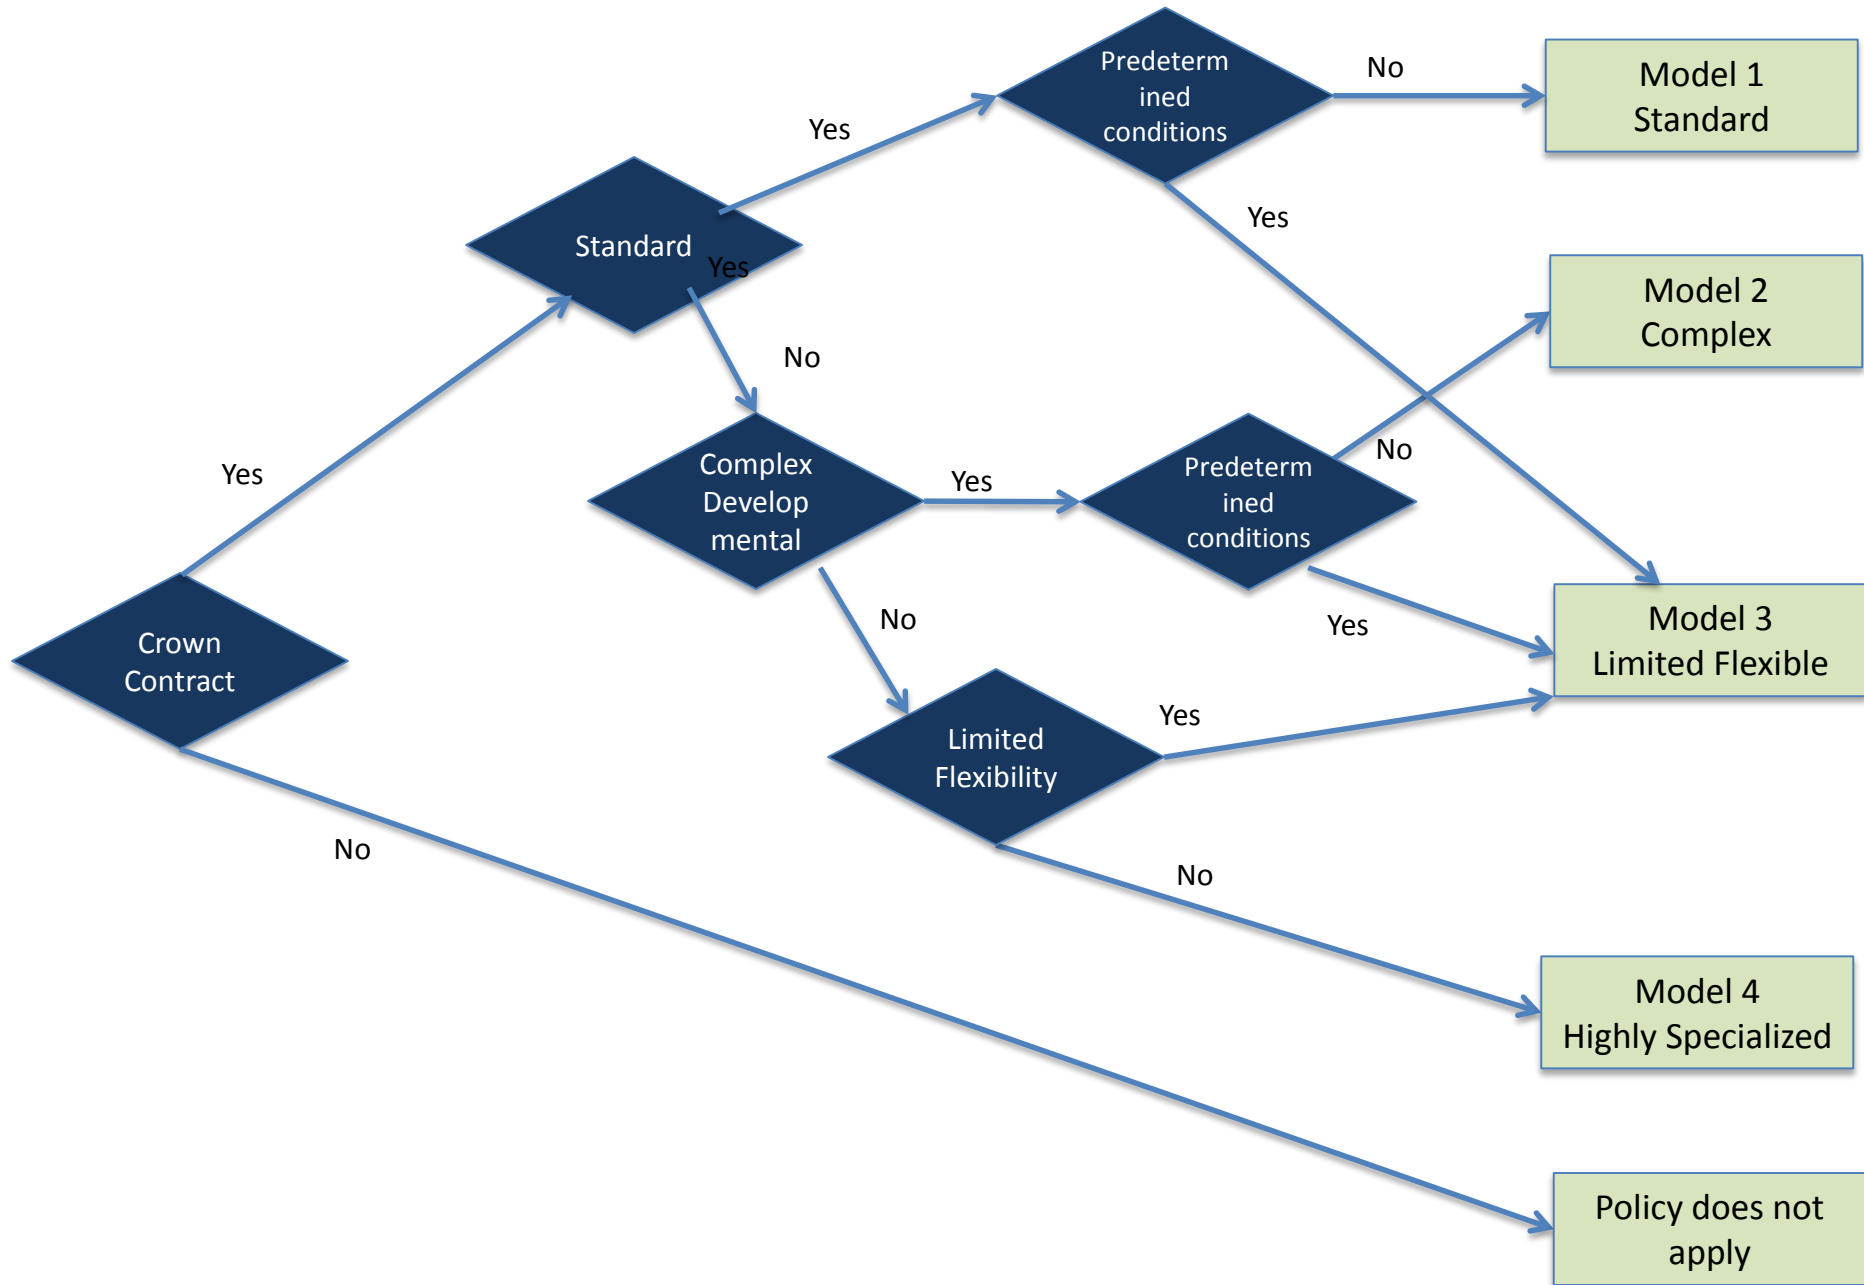 Predeterm
ined
conditions
No
Model 1
Standard
Yes
Standard
Yes
Yes
Model 2
Complex
No
Complex
Develop
mental
Yes
Predeterm
ined
conditions
No
Yes
Crown
Contract
No
Yes
Model 3
Limited Flexible
Limited
Flexibility
Yes
No
No
Model 4
Highly Specialized
Policy does not
apply